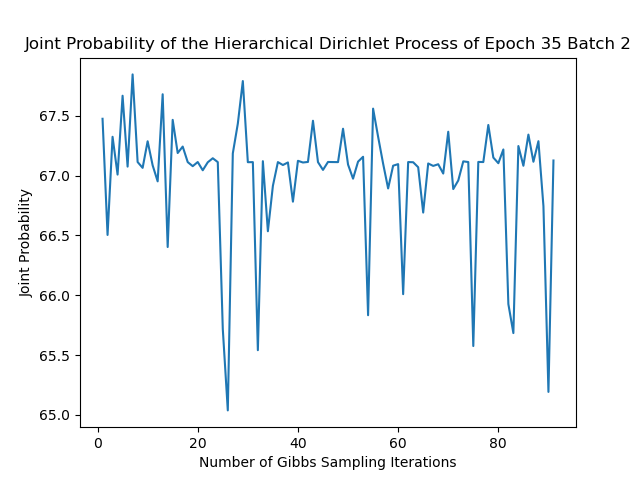 Joint Probability of the Hierarchical Dirichlet Process of Epoch 35 Batch 2
67.5
67.0
66.5
66.0
65.5
65.0
Joint Probability
0 20 40 60 80
Number of Gibbs Sampling Iterations